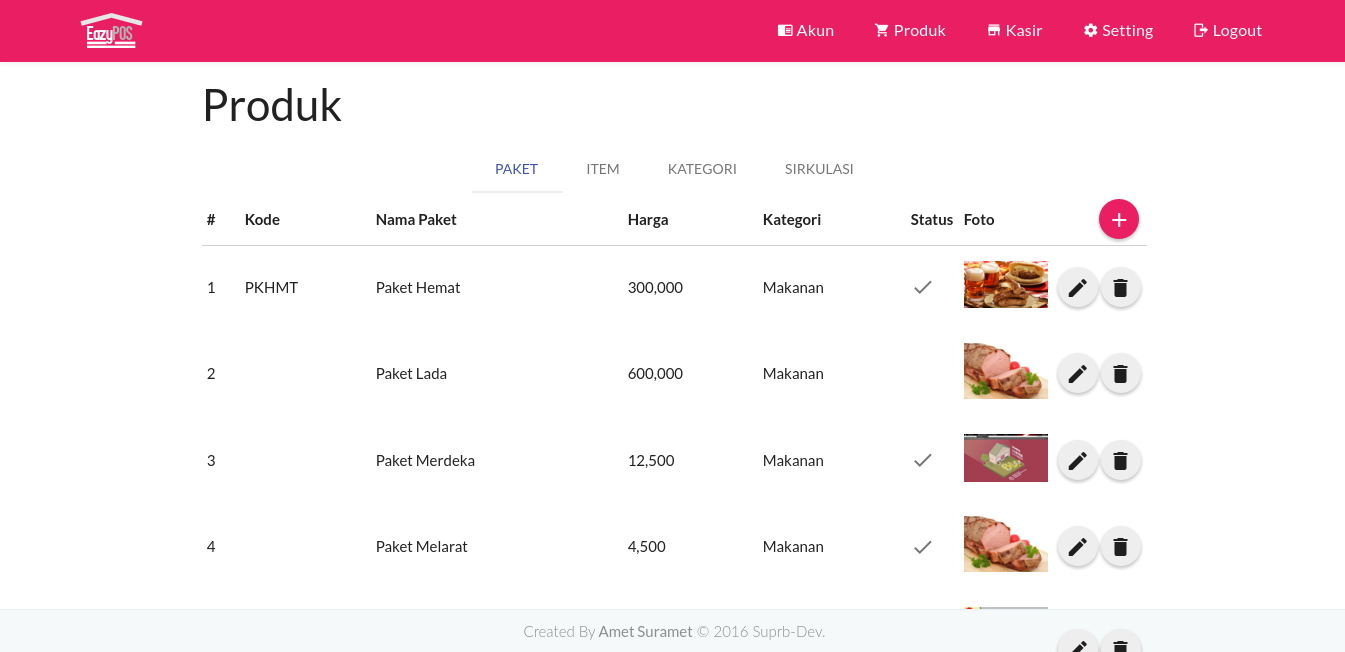 EazyPOS
Akun Produk Kasir Setting Logout
Produk
PAKET ITEM KATEGORI SIRKULASI
# Kode Nama Paket Harga Kategori Status Foto
1 PKHMT Paket Hemat 300,000 Makanan
2 Paket Lada 600,000 Makanan
3 Paket Merdeka 12,500 Makanan
4 Paket Melarat 4,500 Makanan
Created By Amet Suramet © 2016 Suprb-Dev.